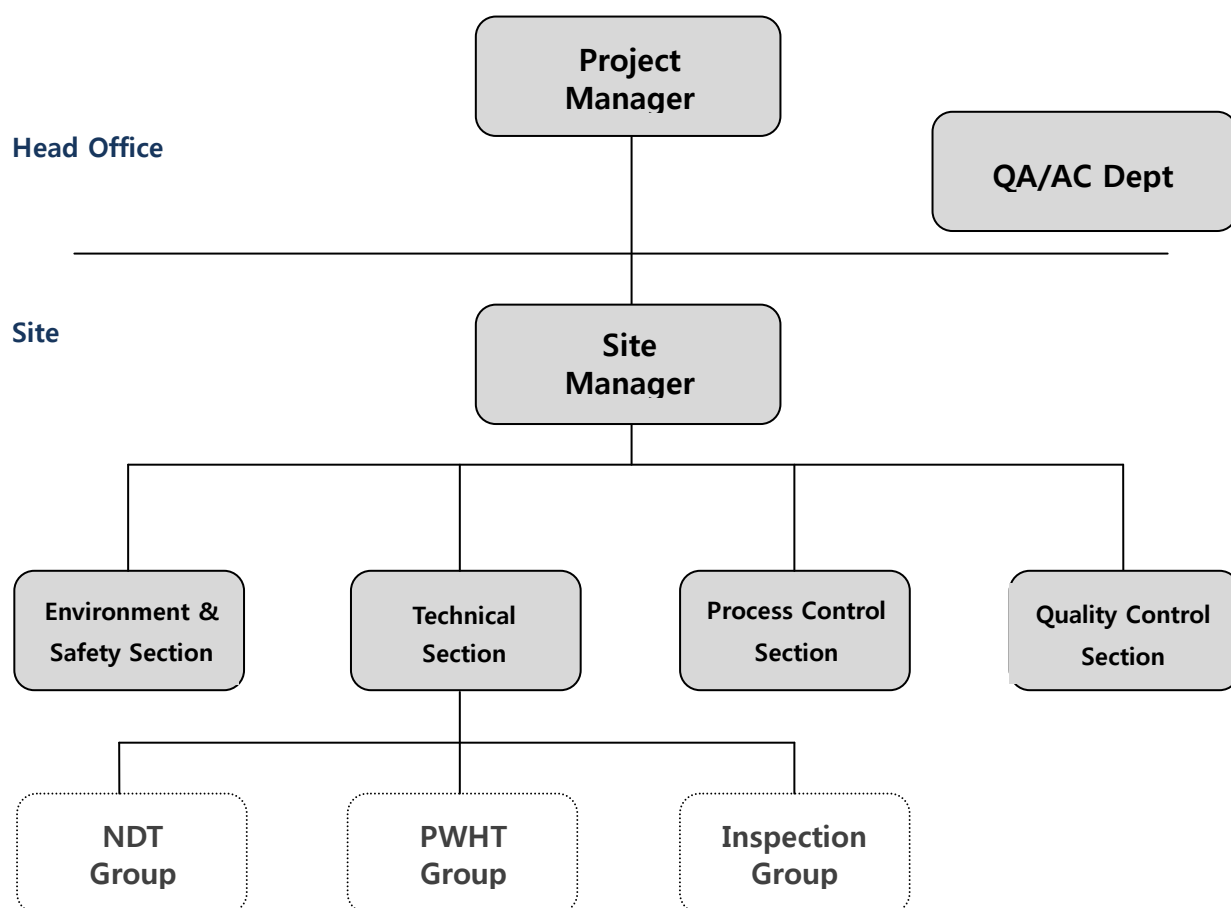 Project
Manager
Head Office
QA/AC Dept
Site
Site
Manager
Environment &
Safety Section
Technical
Section
Process Control
Section
Quality Control
Section
NDT
Group
PWHT
Group
Inspection
Group